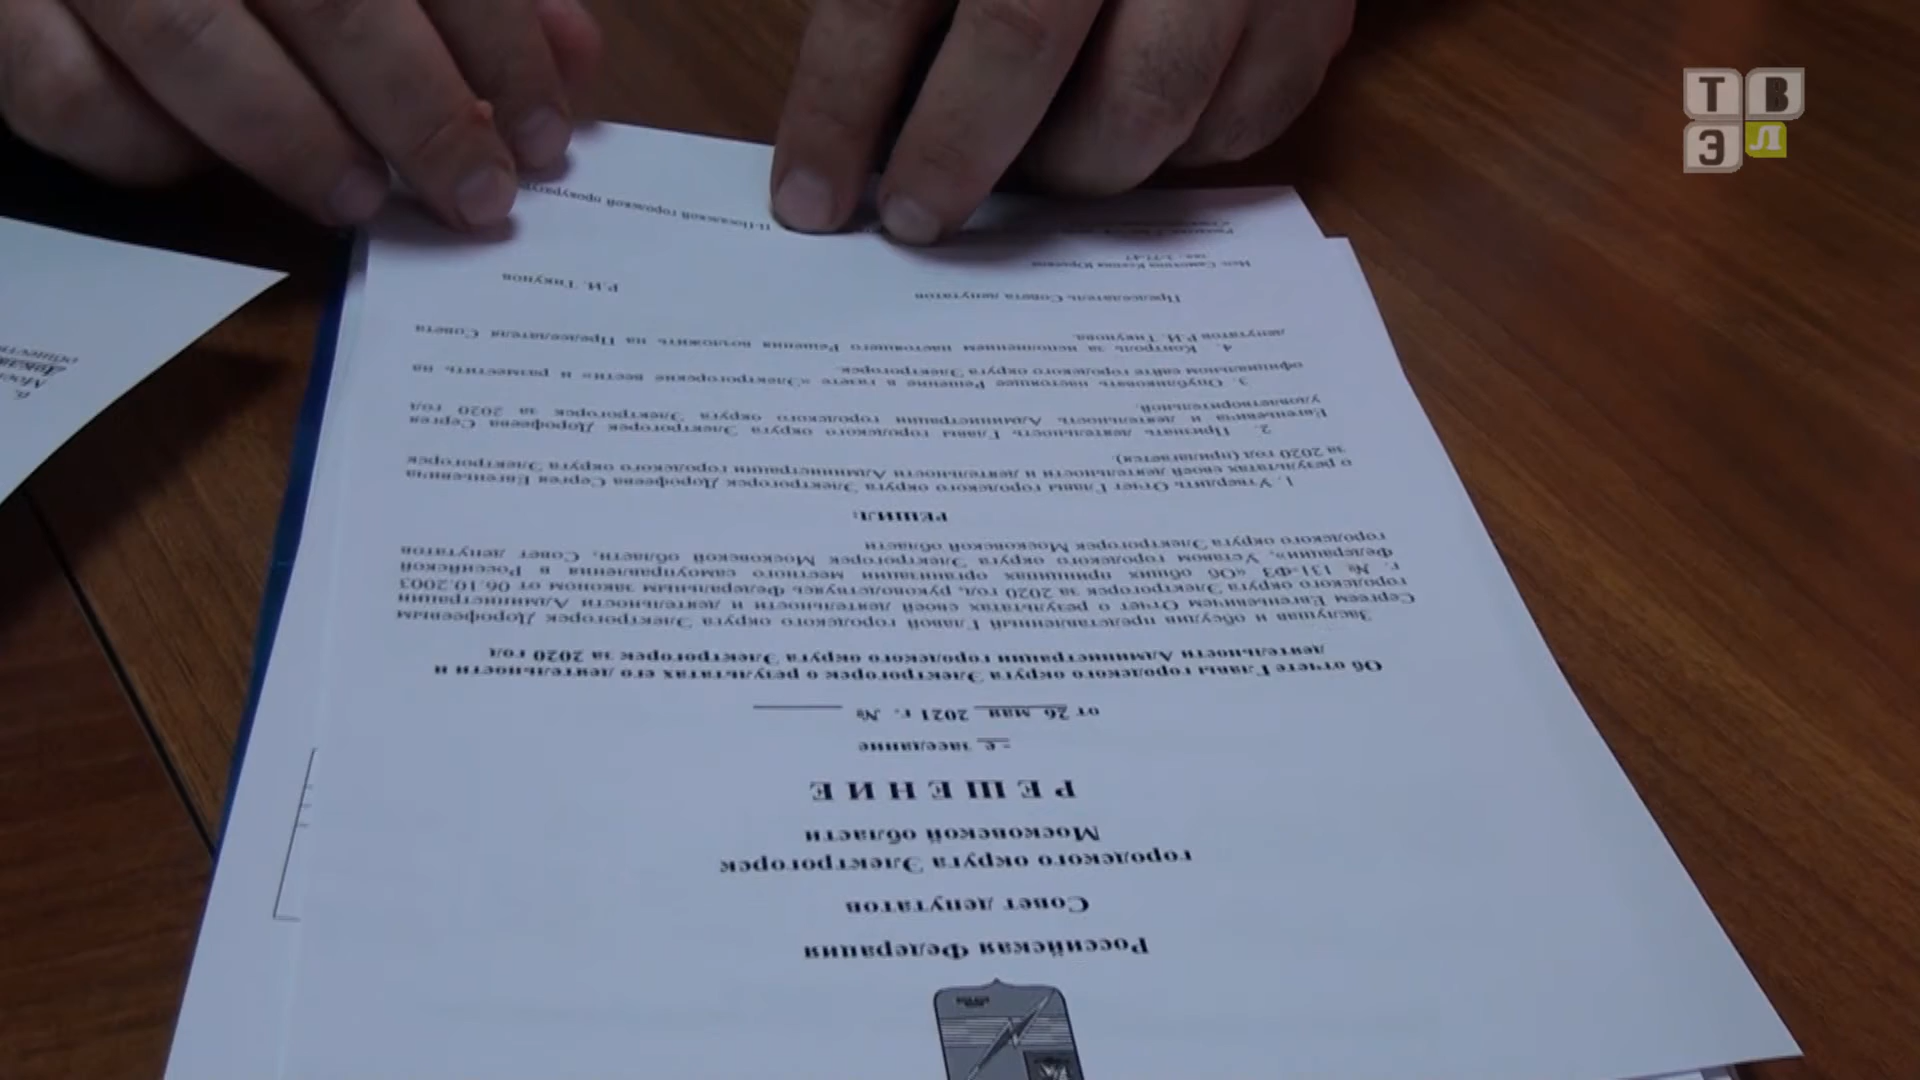 Российская Федерация
Совет депутатов
городского округа Электрогорск
Московской области
РЕШЕНИЕ
-е заседание
от 26 мая 2021 г. №
Об отчете Главы городского округа Электрогорск о результатах его деятельности и
деятельности Администрации городского округа Электрогорск за 2020 год
Заслушав и обсудив представленный Главой городского округа Электрогорск Дорофеевым
Сергеем Евгеньевичем Отчет о результатах своей деятельности и деятельности Администрации
городского округа Электрогорск за 2020 год, руководствуясь Федеральным законом от 06.10.2003
г. № 131-ФЗ «Об общих принципах организации местного самоуправления в Российской
Федерации», Уставом городского округа Электрогорск Московской области, Совет депутатов
городского округа Электрогорск Московской области
РЕШИЛ:
1. Утвердить Отчет Главы городского округа Электрогорск Дорофеева Сергея Евгеньевича
о результатах своей деятельности и деятельности Администрации городского округа Электрогорск
за 2020 год (прилагается).
2. Признать деятельность Главы городского округа Электрогорск Дорофеева Сергея
Евгеньевича и деятельность Администрации городского округа Электрогорск за 2020 год
удовлетворительной.
3. Опубликовать настоящее Решение в газете «Электрогорские вести» и разместить на
официальном сайте городского округа Электрогорск.
4. Контроль за исполнением настоящего Решения возложить на Председателя Совета
депутатов Р.И. Тикунова.
Председатель Совета депутатов Р.И. Тикунов
П-Посадской городской
ТВ
ЭЛ